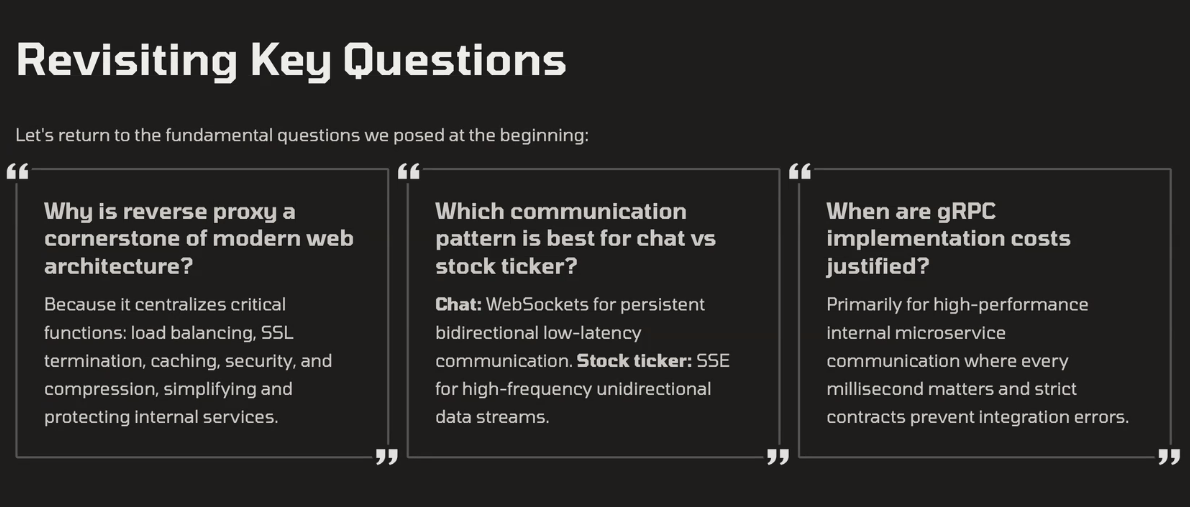 Revisiting Key Questions
Let's return to the fundamental questions we posed at the beginning:
Why is reverse proxy a
cornerstone of modern web
architecture?
Because it centralizes critical
functions: load balancing, SSL
termination, caching, security, and
compression, simplifying and
protecting internal services.
Which communication
pattern is best for chat vs
stock ticker?
Chat: WebSockets for persistent
bidirectional low-latency
communication. Stock ticker: SSE
for high-frequency unidirectional
data streams.
When are gRPC
implementation costs
justified?
Primarily for high-performance
internal microservice
communication where every
millisecond matters and strict
contracts prevent integration errors.